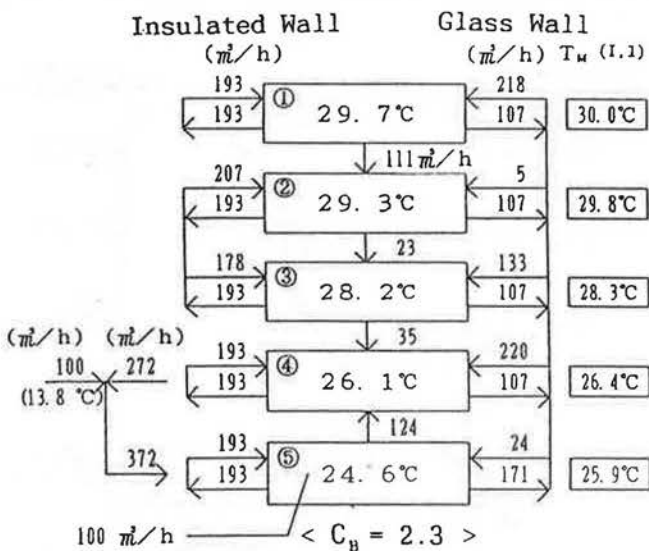 Insulated Wall Glass Wall
(m³/h) (m³/h) T_M (I,1)
193 ① 29.7℃ 218 30.0℃
193 107
111 m³/h
207 ② 29.3℃ 5 29.8℃
193 107
23
178 ③ 28.2℃ 133 28.3℃
193 107
(m³/h) (m³/h) 35
100 272 193 ④ 26.1℃ 220 26.4℃
(13.8℃) 193 107
124
372 193 ⑤ 24.6℃ 24 25.9℃
193 171
100 m³/h < C_B = 2.3 >